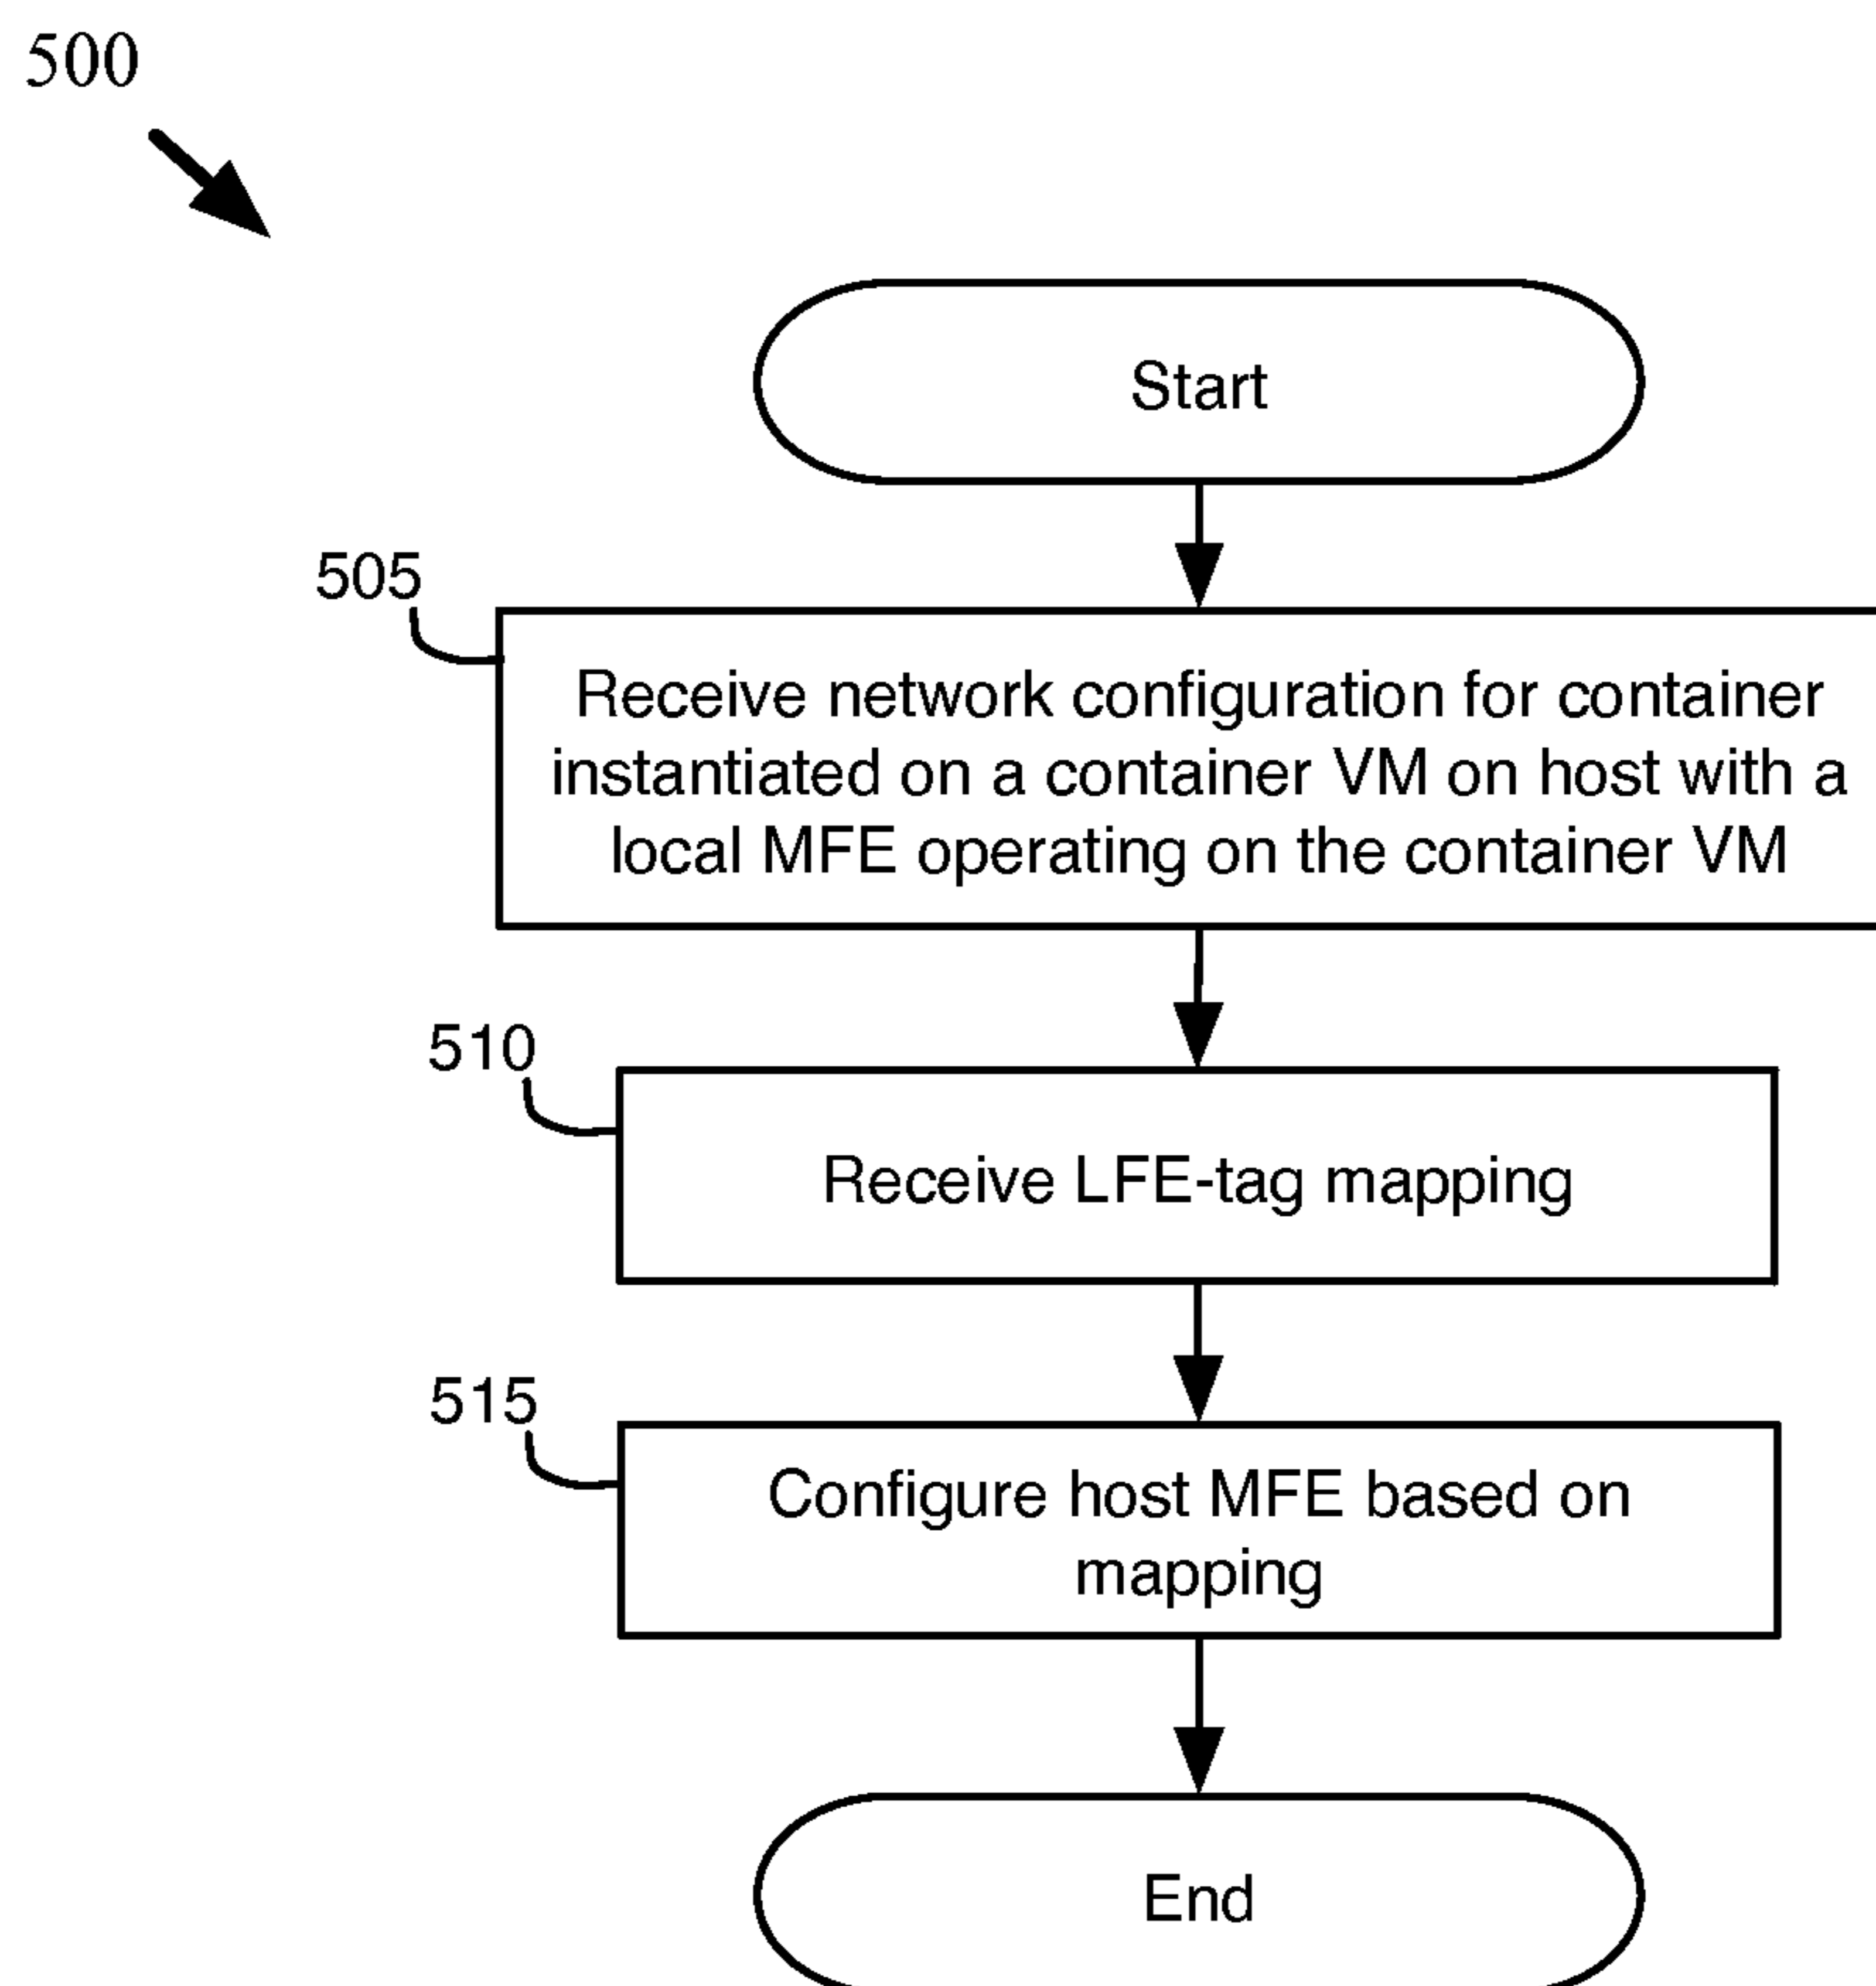 500
Start
505
Receive network configuration for container
instantiated on a container VM on host with a
local MFE operating on the container VM
510
Receive LFE-tag mapping
515
Configure host MFE based on
mapping
End